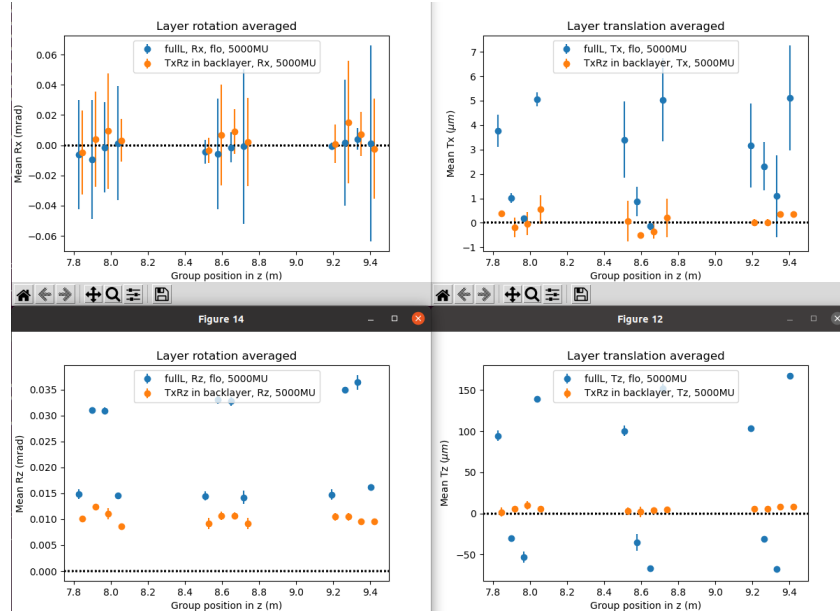 Layer rotation averaged
fullL, Rx, flo, 5000MU
TxRz in backlayer, Rx, 5000MU
Mean Rx (mrad)
0.06
0.04
0.02
0.00
−0.02
−0.04
−0.06
7.8 8.0 8.2 8.4 8.6 8.8 9.0 9.2 9.4
Group position in z (m)
Layer translation averaged
fullL, Tx, flo, 5000MU
TxRz in backlayer, Tx, 5000MU
Mean Tx (μm)
7
6
5
4
3
2
1
0
−1
7.8 8.0 8.2 8.4 8.6 8.8 9.0 9.2 9.4
Group position in z (m)
Figure 14
Layer rotation averaged
fullL, Rz, flo, 5000MU
TxRz in backlayer, Rz, 5000MU
Mean Rz (mrad)
0.035
0.030
0.025
0.020
0.015
0.010
0.005
0.000
7.8 8.0 8.2 8.4 8.6 8.8 9.0 9.2 9.4
Group position in z (m)
Figure 12
Layer translation averaged
fullL, Tz, flo, 5000MU
TxRz in backlayer, Tz, 5000MU
Mean Tz (μm)
150
100
50
0
−50
7.8 8.0 8.2 8.4 8.6 8.8 9.0 9.2 9.4
Group position in z (m)